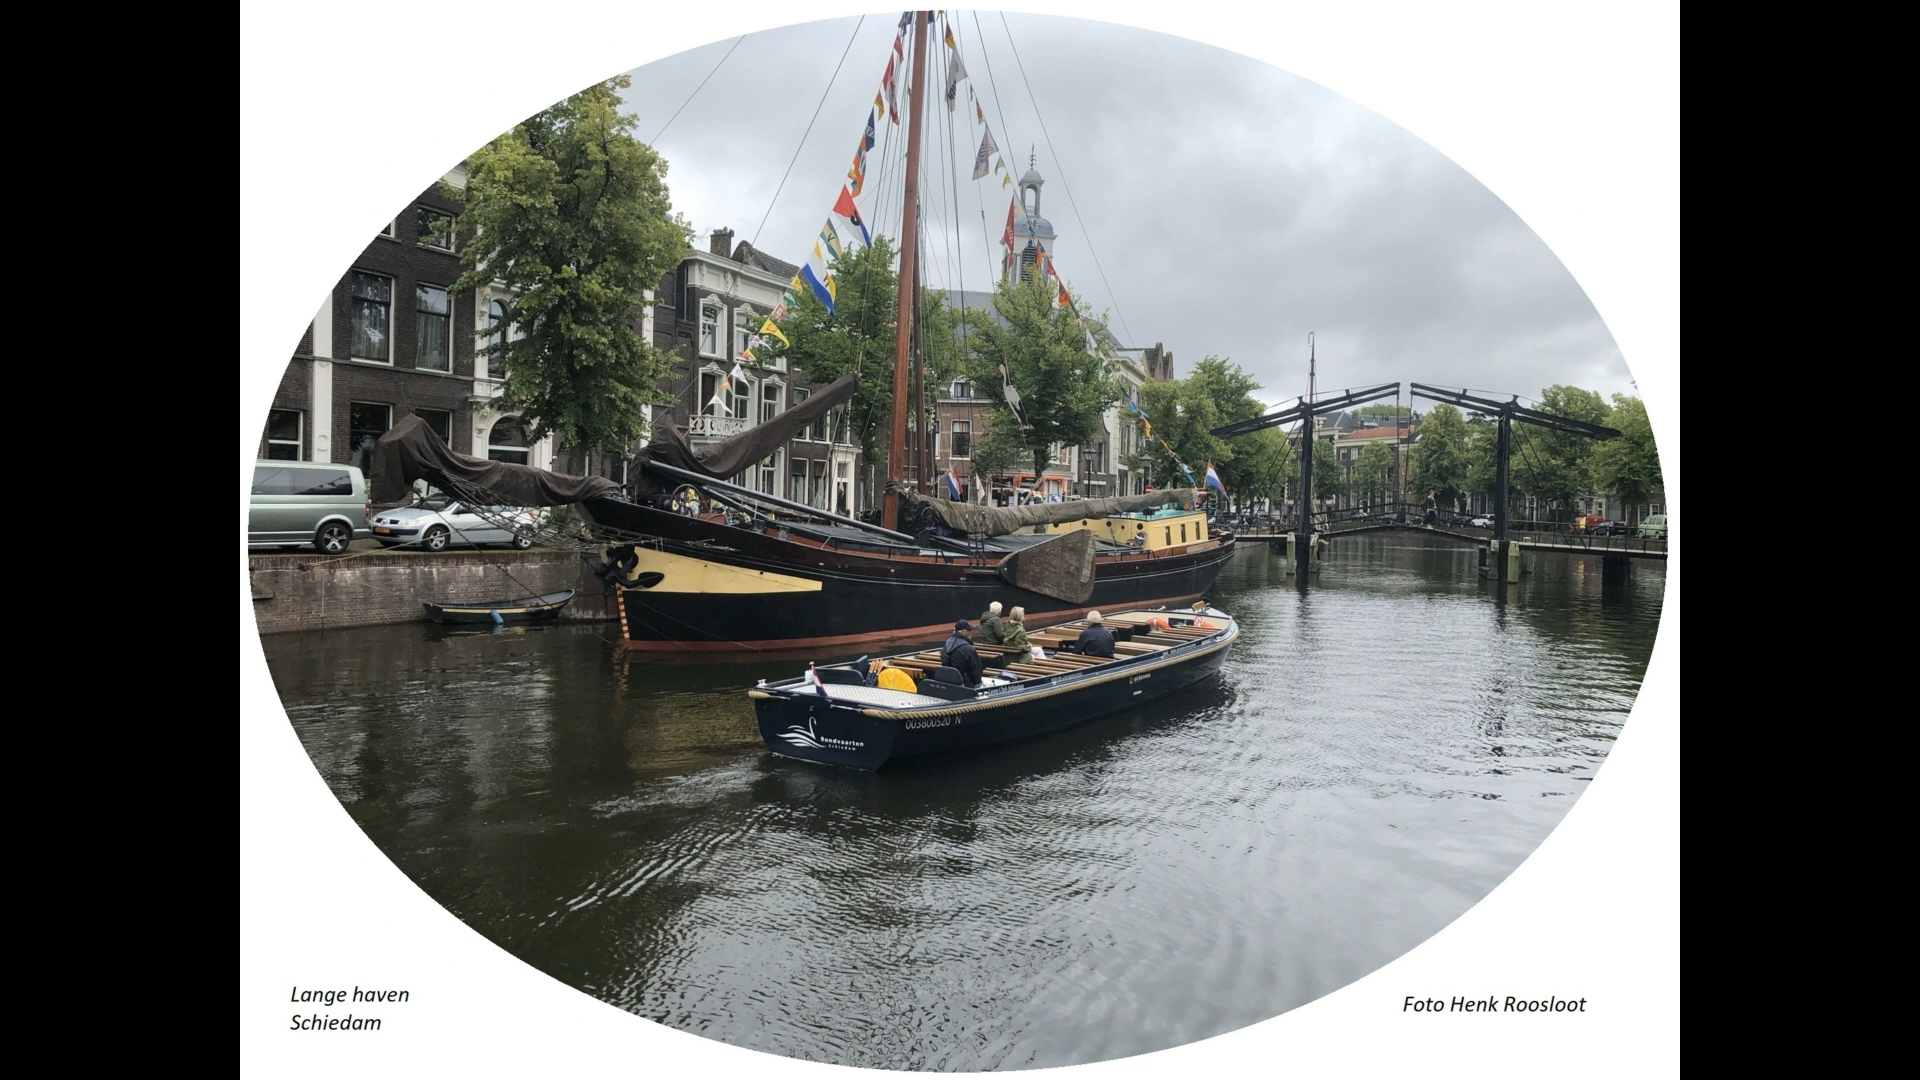 003800520 N
Rondvaarten
Schiedam
Lange haven
Schiedam
Foto Henk Roosloot